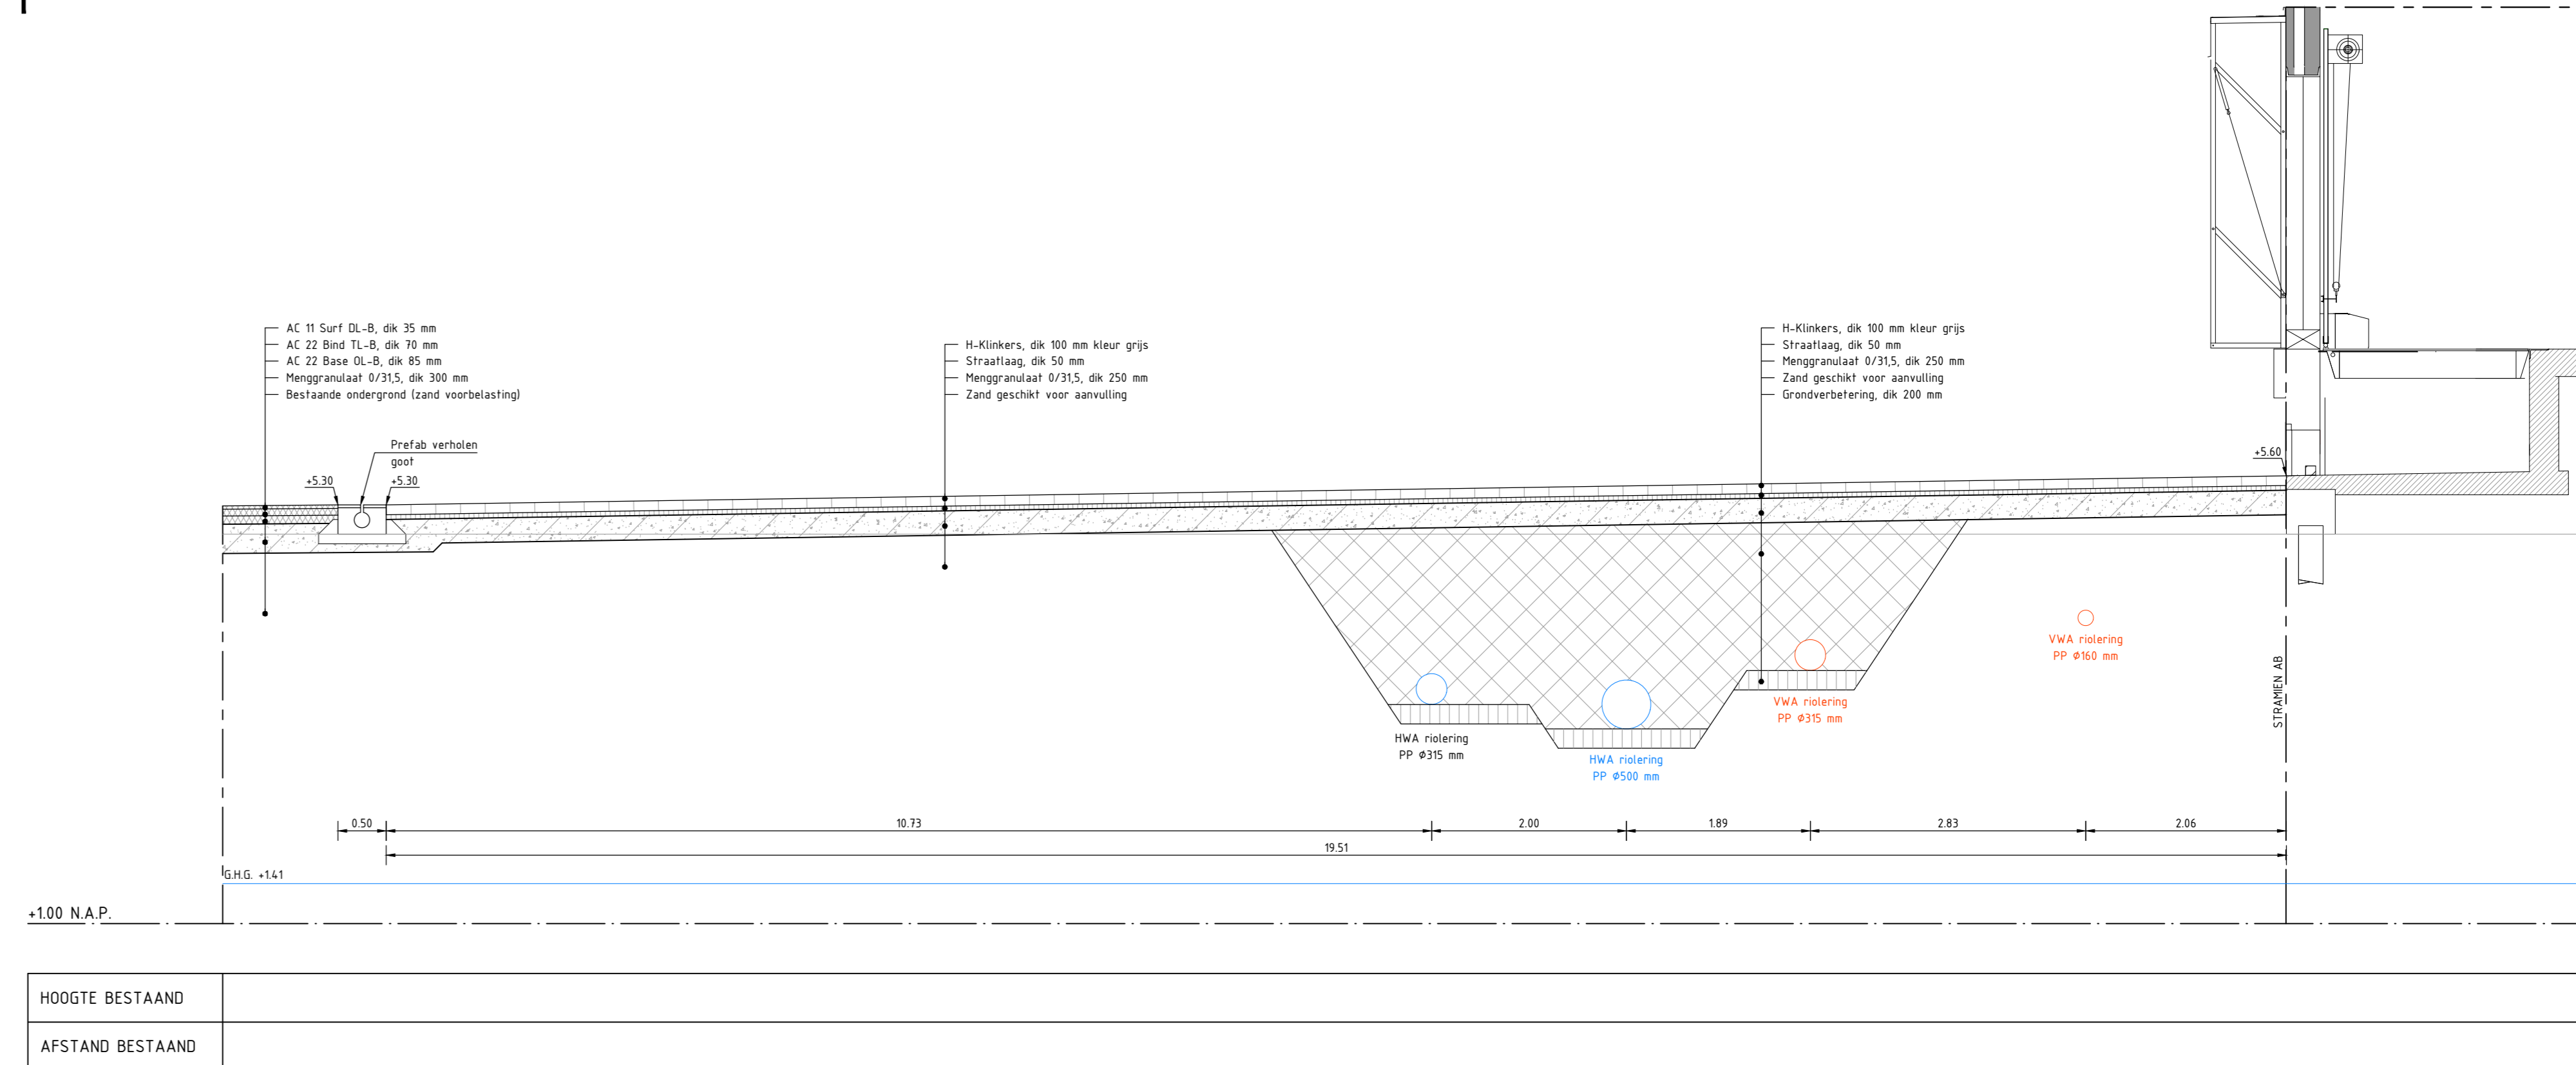 AC 11 Surf DL-B, dik 35 mm
AC 22 Bind TL-B, dik 70 mm
AC 22 Base OL-B, dik 85 mm
Menggranulaat 0/31,5, dik 300 mm
Bestaande ondergrond (zand voorbelasting)
H-Klinkers, dik 100 mm kleur grijs
Straatlaag, dik 50 mm
Menggranulaat 0/31,5, dik 250 mm
Zand geschikt voor aanvulling
H-Klinkers, dik 100 mm kleur grijs
Straatlaag, dik 50 mm
Menggranulaat 0/31,5, dik 250 mm
Zand geschikt voor aanvulling
Grondverbetering, dik 200 mm
Prefab verholen
goot
+5.30
+5.30
+5.60
VWA riolering
PP Ø160 mm
VWA riolering
PP Ø315 mm
HWA riolering
PP Ø315 mm
HWA riolering
PP Ø500 mm
STRAMIEN AB
0.50
10.73
2.00
1.89
2.83
2.06
19.51
G.H.G. +1.41
+1.00 N.A.P.
HOOGTE BESTAAND
AFSTAND BESTAAND